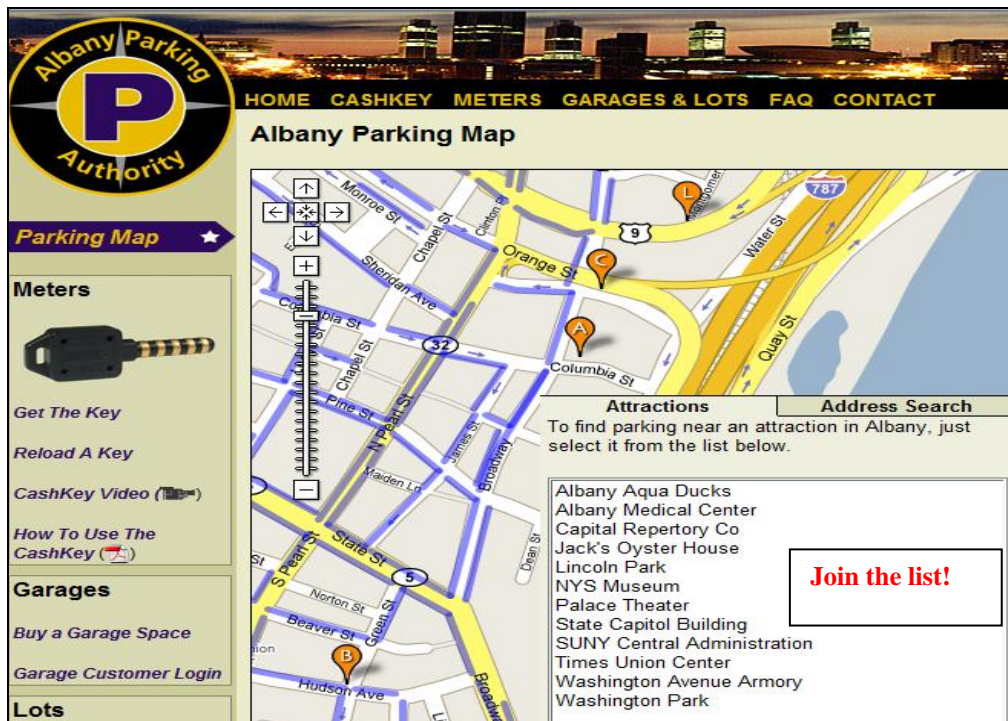 Albany Parking
P
Authority
HOME CASHKEY METERS GARAGES & LOTS FAQ CONTACT
Albany Parking Map
Parking Map
Meters
Get The Key
Reload A Key
CashKey Video ( )
How To Use The
CashKey ( )
Garages
Buy a Garage Space
Garage Customer Login
Lots
Monroe St
Chapel St
Clinton Pl
L
787
9
Water St
Orange St
C
Sheridan Ave
Quay St
A
Columbia St
32
Chapel St
Columbia St
Pine St
N Pearl St
James St
Broadway
Maiden Ln
Dean St
State St
S Pearl St
5
St
Norton St
Green St
Beaver St
B
Hudson Ave
Broadway
Attractions
Address Search
To find parking near an attraction in Albany, just
select it from the list below.
Albany Aqua Ducks
Albany Medical Center
Capital Repertory Co
Jack's Oyster House
Lincoln Park
NYS Museum
Palace Theater
State Capitol Building
SUNY Central Administration
Times Union Center
Washington Avenue Armory
Washington Park
Join the list!